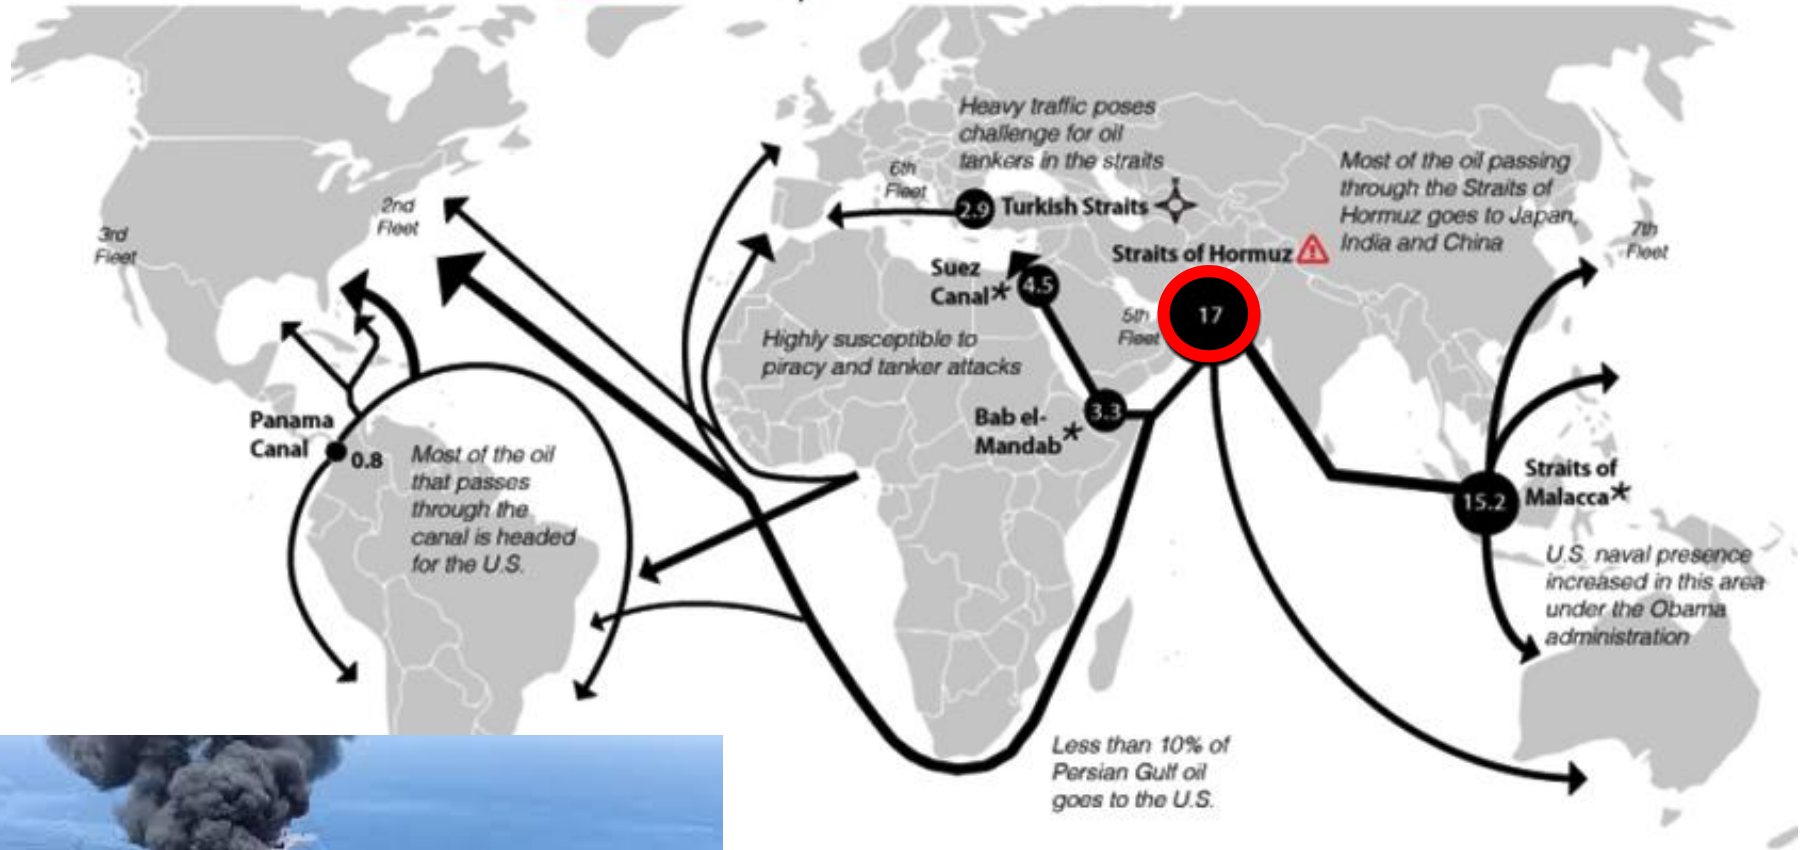 Heavy traffic poses
challenge for oil
tankers in the straits
6th
Fleet
2.9
Turkish Straits
Most of the oil passing
through the Straits of
Hormuz goes to Japan,
India and China
2nd
Fleet
3rd
Fleet
7th
Fleet
Straits of Hormuz
Suez
Canal*
4.5
17
5th
Fleet
Highly susceptible to
piracy and tanker attacks
Bab el-
Mandab*
3.3
Panama
Canal
0.8
Most of the oil
that passes
through the
canal is headed
for the U.S.
Straits of
Malacca*
15.2
U.S. naval presence
increased in this area
under the Obama
administration
Less than 10% of
Persian Gulf oil
goes to the U.S.